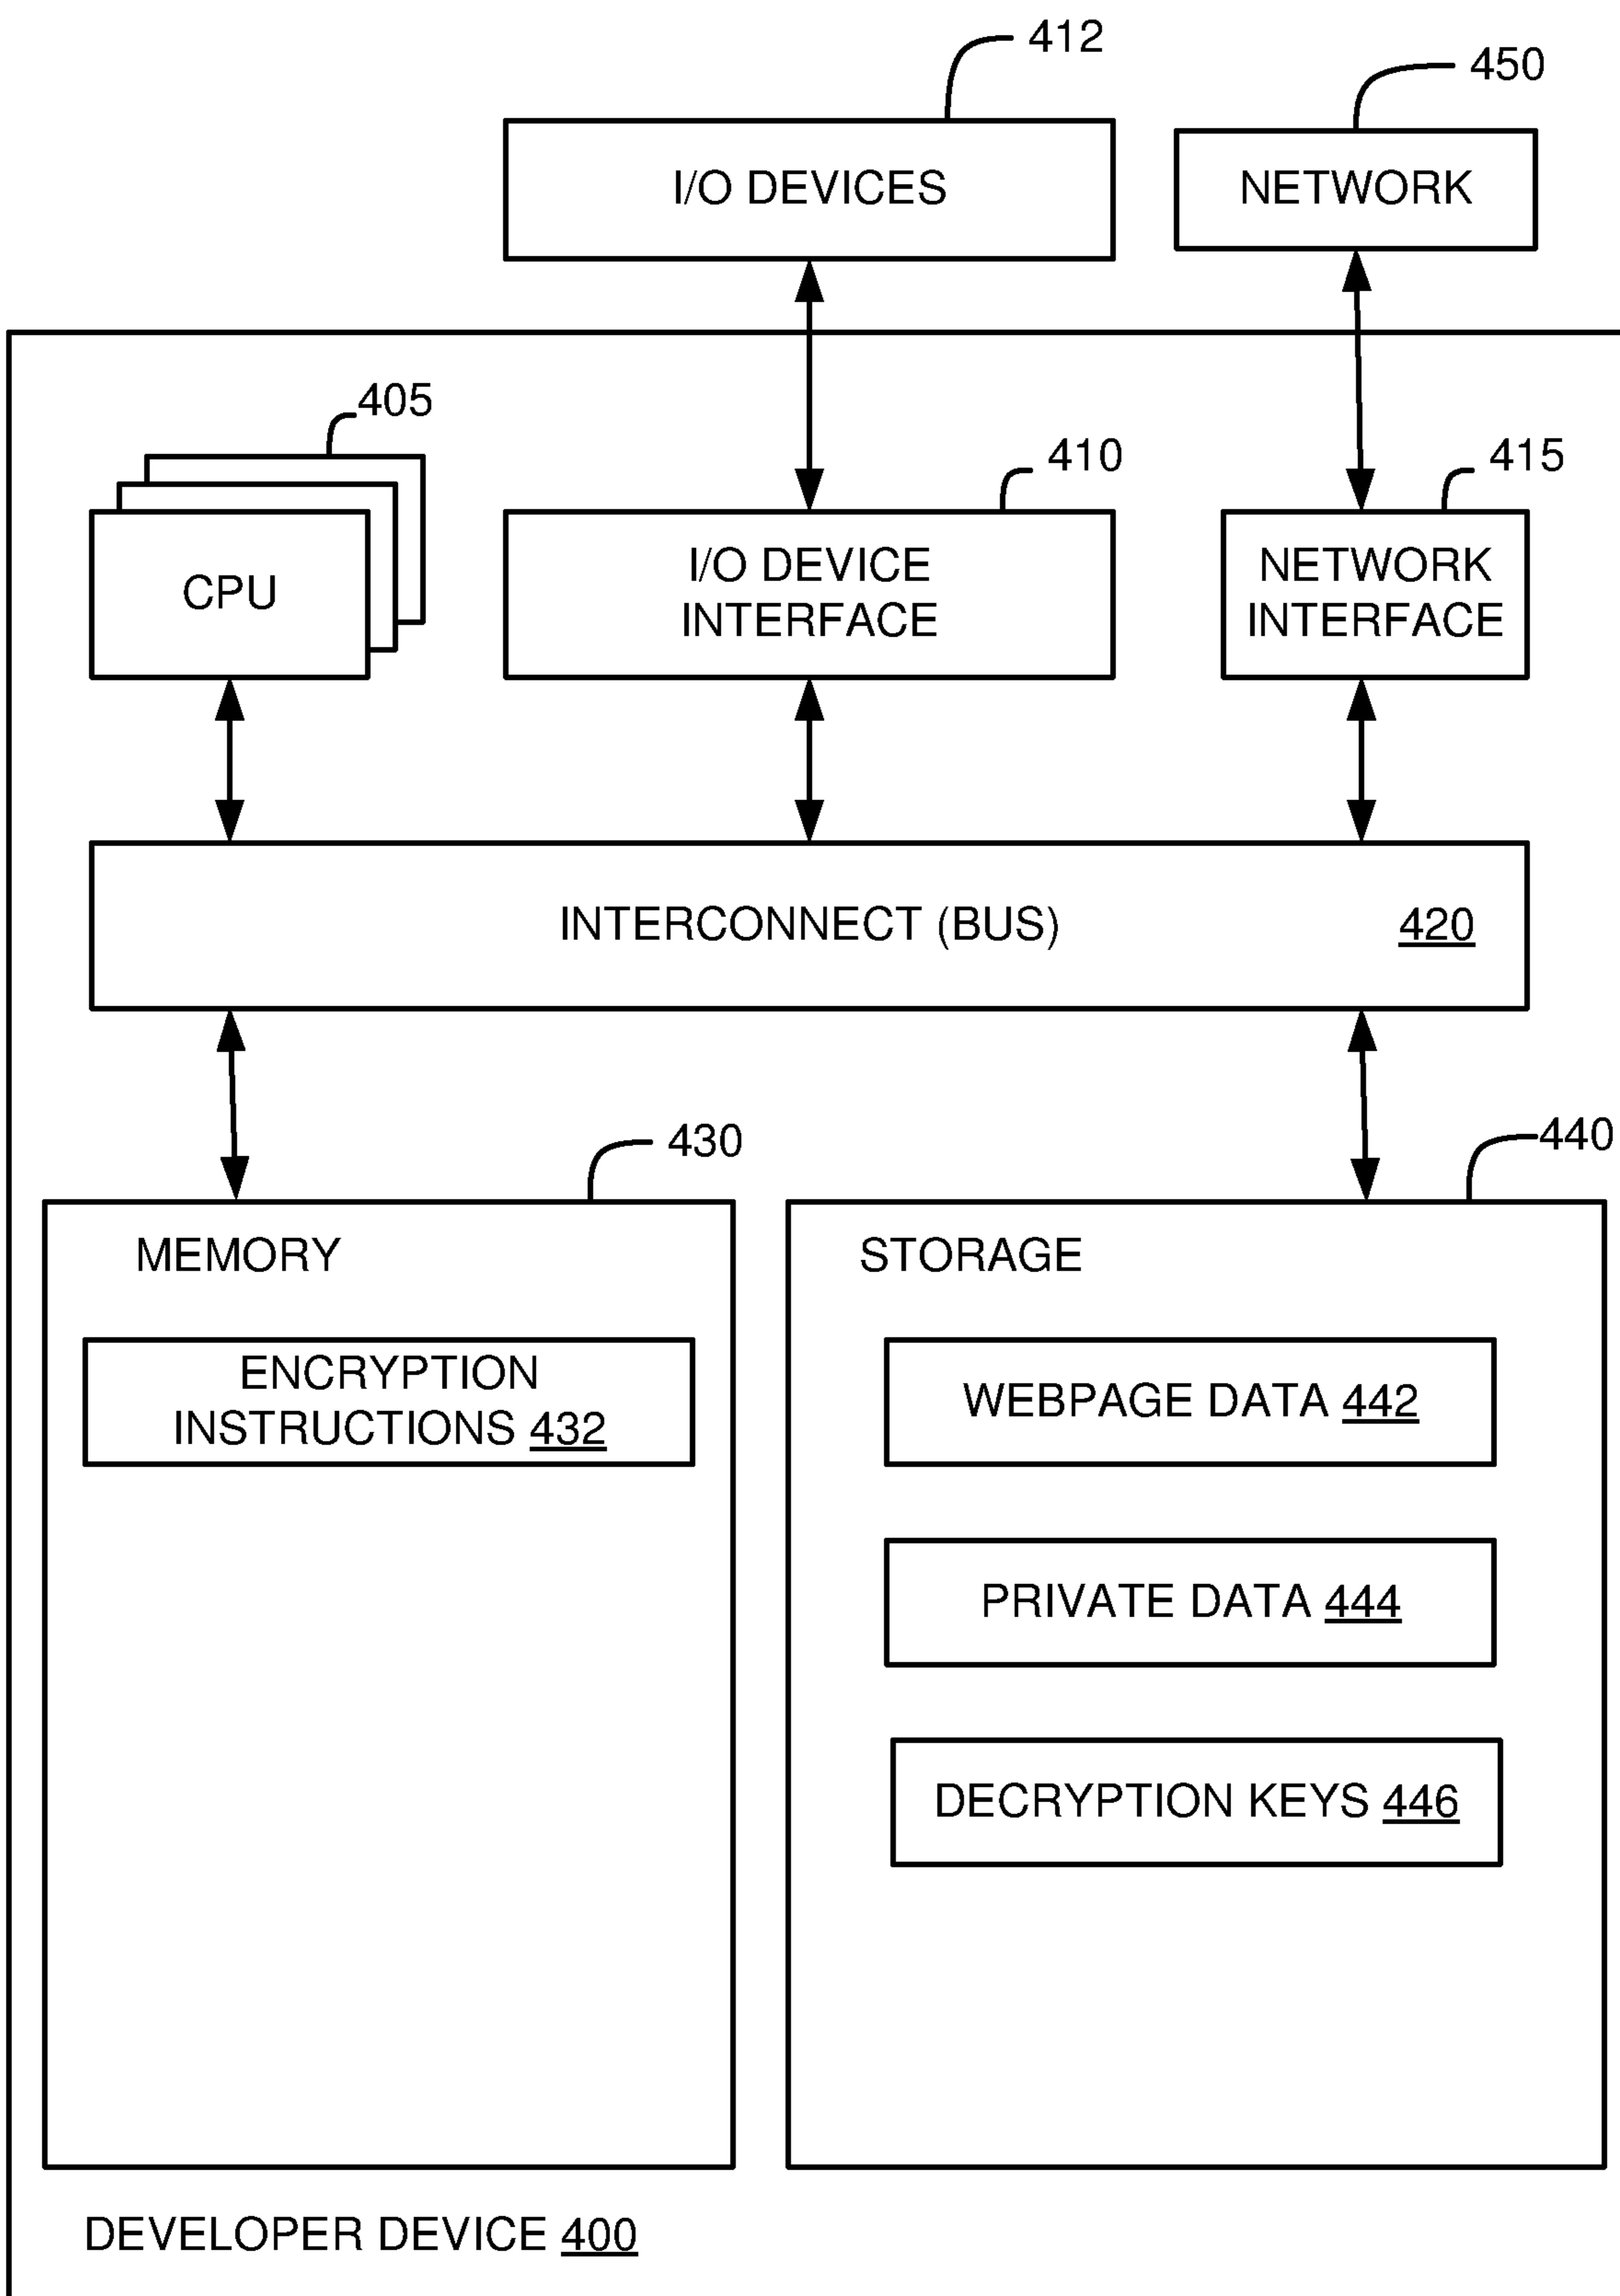 412
450
I/O DEVICES
NETWORK
405
410
415
CPU
I/O DEVICE
INTERFACE
NETWORK
INTERFACE
INTERCONNECT (BUS) 420
430
440
MEMORY
ENCRYPTION
INSTRUCTIONS 432
STORAGE
WEBPAGE DATA 442
PRIVATE DATA 444
DECRYPTION KEYS 446
DEVELOPER DEVICE 400